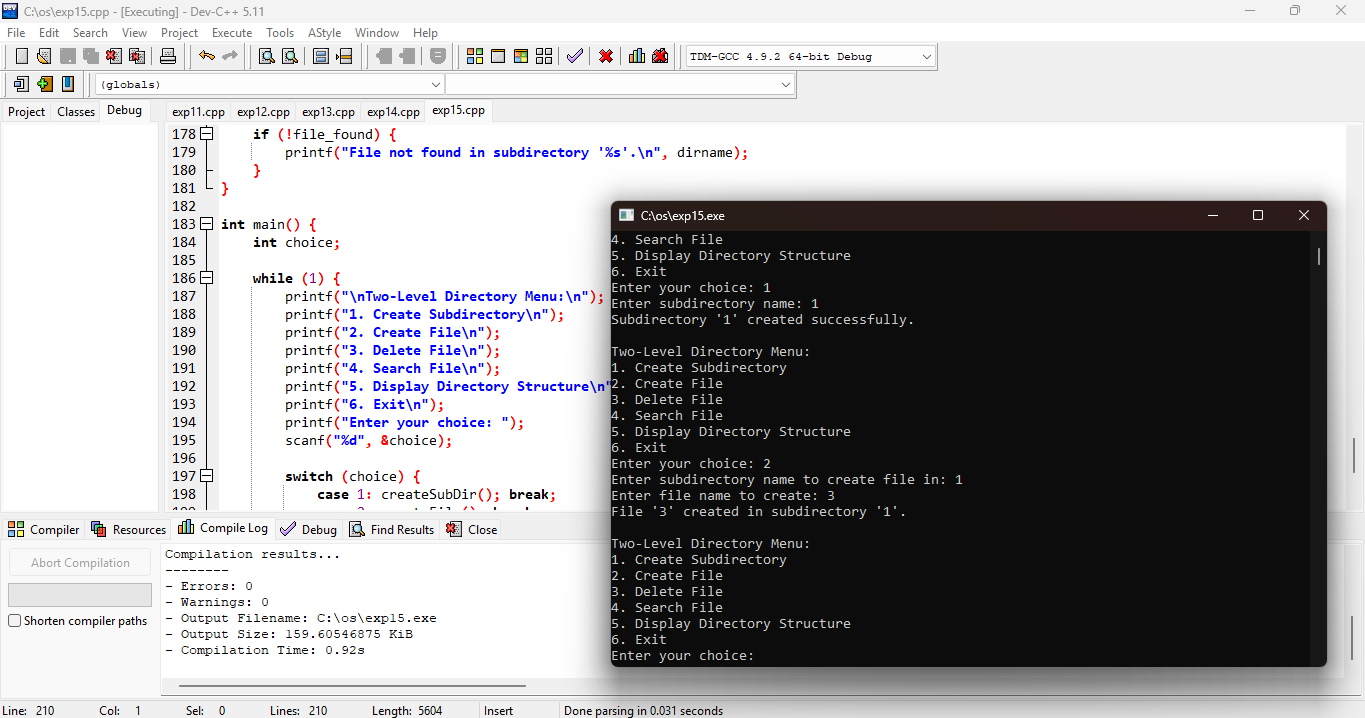 C:\os\exp15.cpp - [Executing] - Dev-C++ 5.11
File Edit Search View Project Execute Tools AStyle Window Help
TDM-GCC 4.9.2 64-bit Debug
(globals)
Project Classes Debug
exp11.cpp exp12.cpp exp13.cpp exp14.cpp exp15.cpp
178 if (!file_found) {
179 printf("File not found in subdirectory '%s'.\n", dirname);
180 }
181 }
182
183 int main() {
184 int choice;
185
186 while (1) {
187 printf("\nTwo-Level Directory Menu:\n");
188 printf("1. Create Subdirectory\n");
189 printf("2. Create File\n");
190 printf("3. Delete File\n");
191 printf("4. Search File\n");
192 printf("5. Display Directory Structure\n"
193 printf("6. Exit\n");
194 printf("Enter your choice: ");
195 scanf("%d", &choice);
196
197 switch (choice) {
198 case 1: createSubDir(); break;
C:\os\exp15.exe
4. Search File
5. Display Directory Structure
6. Exit
Enter your choice: 1
Enter subdirectory name: 1
Subdirectory '1' created successfully.
Two-Level Directory Menu:
1. Create Subdirectory
2. Create File
3. Delete File
4. Search File
5. Display Directory Structure
6. Exit
Enter your choice: 2
Enter subdirectory name to create file in: 1
Enter file name to create: 3
File '3' created in subdirectory '1'.
Two-Level Directory Menu:
1. Create Subdirectory
2. Create File
3. Delete File
4. Search File
5. Display Directory Structure
6. Exit
Enter your choice:
Compiler Resources Compile Log Debug Find Results Close
Abort Compilation
Shorten compiler paths
Compilation results...
--------
- Errors: 0
- Warnings: 0
- Output Filename: C:\os\exp15.exe
- Output Size: 159.60546875 KiB
- Compilation Time: 0.92s
Line: 210 Col: 1 Sel: 0 Lines: 210 Length: 5604 Insert Done parsing in 0.031 seconds